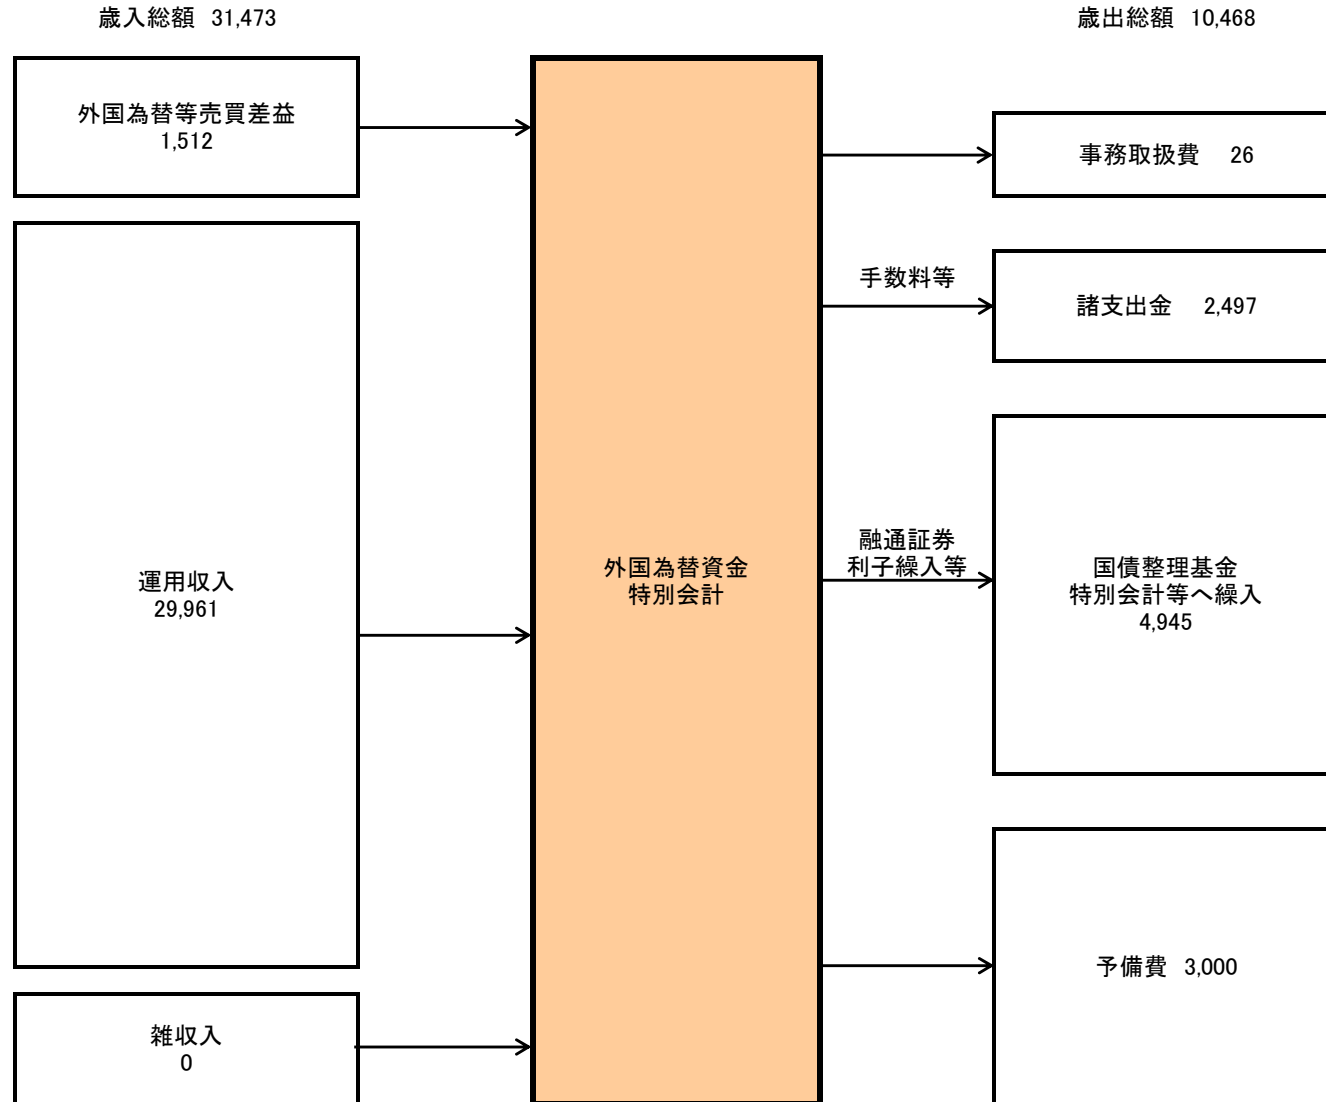 歳入総額 31,473
歳出総額 10,468
外国為替等売買差益
1,512
運用収入
29,961
雑収入
0
外国為替資金
特別会計
事務取扱費 26
手数料等
諸支出金 2,497
融通証券
利子繰入等
国債整理基金
特別会計等へ繰入
4,945
予備費 3,000